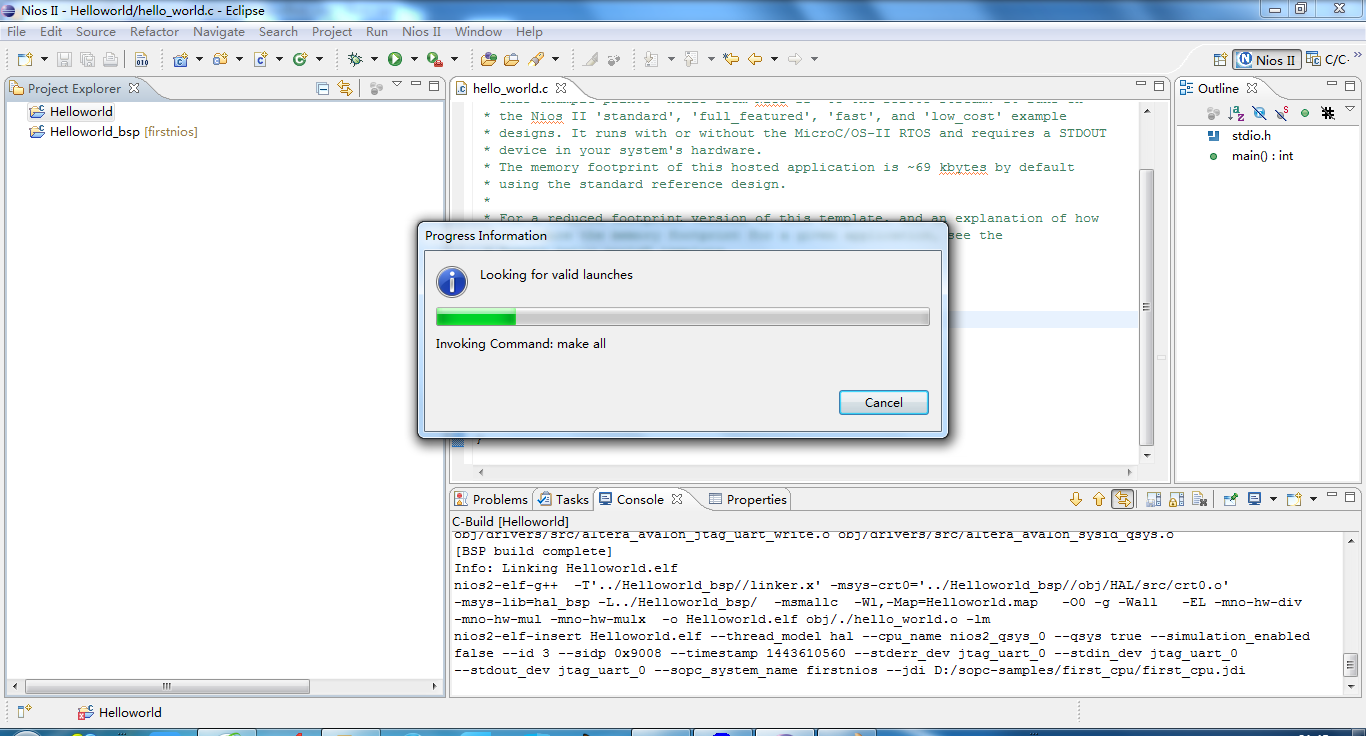 Nios II - Helloworld/hello_world.c - Eclipse
File Edit Source Refactor Navigate Search Project Run Nios II Window Help
Nios II C/C·
Project Explorer
hello_world.c
Outline
Helloworld
Helloworld_bsp [firstnios]
* the Nios II 'standard', 'full_featured', 'fast', and 'low_cost' example
* designs. It runs with or without the MicroC/OS-II RTOS and requires a STDOUT
* device in your system's hardware.
* The memory footprint of this hosted application is ~69 kbytes by default
* using the standard reference design.
*
* For a reduced footprint version of this template, and an explanation of how
see the
stdio.h
main() : int
Progress Information
Looking for valid launches
Invoking Command: make all
Cancel
Problems Tasks Console Properties
C-Build [Helloworld]
obj/drivers/src/altera_avalon_jtag_uart_write.o obj/drivers/src/altera_avalon_sysid_qsys.o
[BSP build complete]
Info: Linking Helloworld.elf
nios2-elf-g++  -T'../Helloworld_bsp//linker.x' -msys-crt0='../Helloworld_bsp//obj/HAL/src/crt0.o'
-msys-lib=hal_bsp -L../Helloworld_bsp/  -msmallc  -Wl,-Map=Helloworld.map   -O0 -g -Wall   -EL -mno-hw-div
-mno-hw-mul -mno-hw-mulx  -o Helloworld.elf obj/./hello_world.o -lm
nios2-elf-insert Helloworld.elf --thread_model hal --cpu_name nios2_qsys_0 --qsys true --simulation_enabled
false --id 3 --sidp 0x9008 --timestamp 1443610560 --stderr_dev jtag_uart_0 --stdin_dev jtag_uart_0
--stdout_dev jtag_uart_0 --sopc_system_name firstnios --jdi D:/sopc-samples/first_cpu/first_cpu.jdi
Helloworld